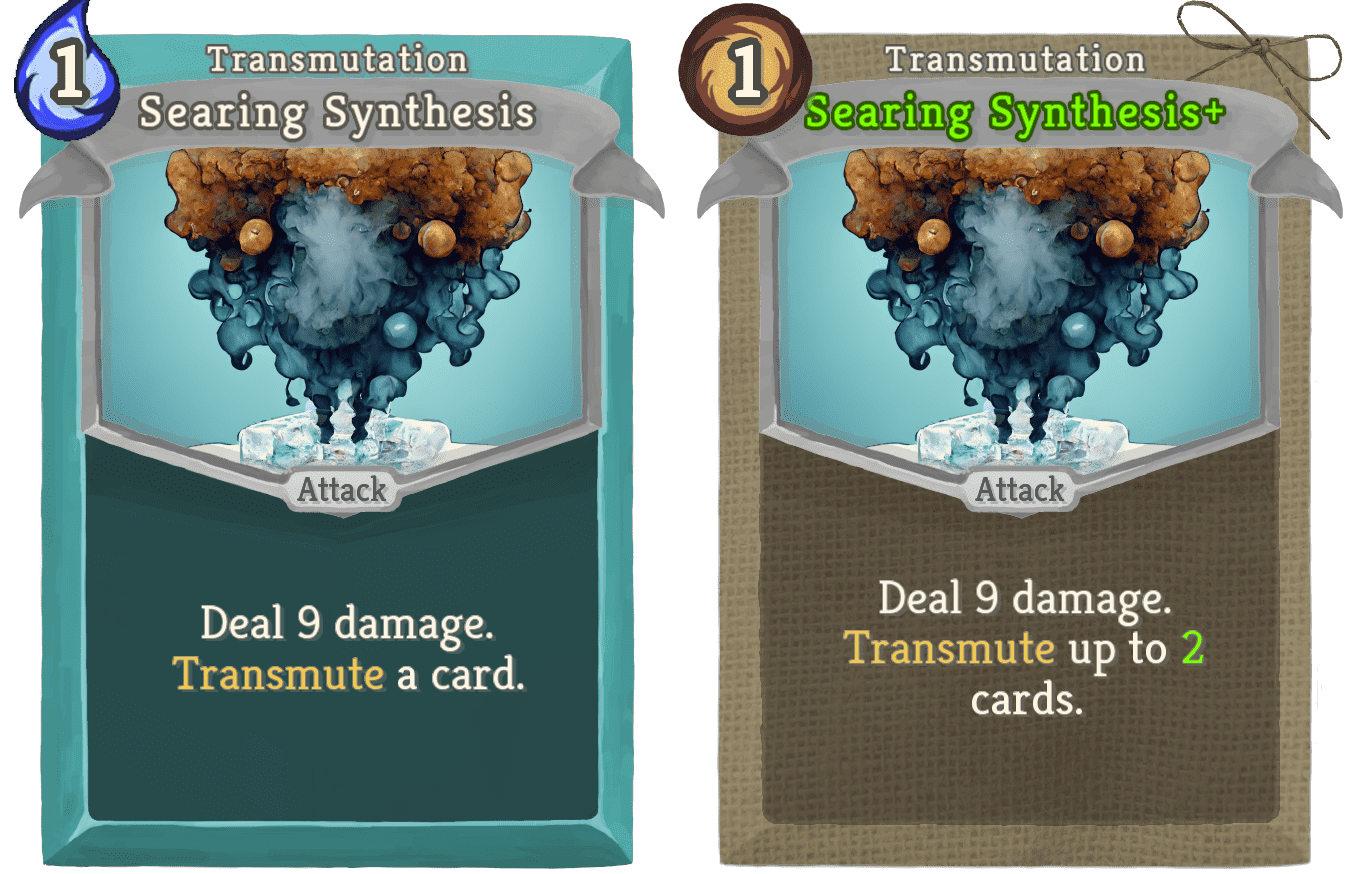 1
Transmutation
Searing Synthesis
Attack
Deal 9 damage.
Transmute a card.
1
Transmutation
Searing Synthesis+
Attack
Deal 9 damage.
Transmute up to 2
cards.